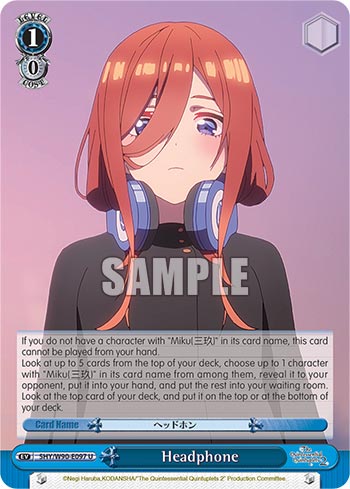 1
0
COST
SAMPLE
If you do not have a character with "Miku(三玖)" in its card name, this card cannot be played from your hand.
Look at up to 5 cards from the top of your deck, choose up to 1 character with "Miku(三玖)" in its card name from among them, reveal it to your opponent, put it into your hand, and put the rest into your waiting room. Look at the top card of your deck, and put it on the top or at the bottom of your deck.
Card Name ヘッドホン
EV SHY/W90-E097 U
Headphone
©Negi Haruba,KODANSHA/"The Quintessential Quintuplets 2" Production Committee.